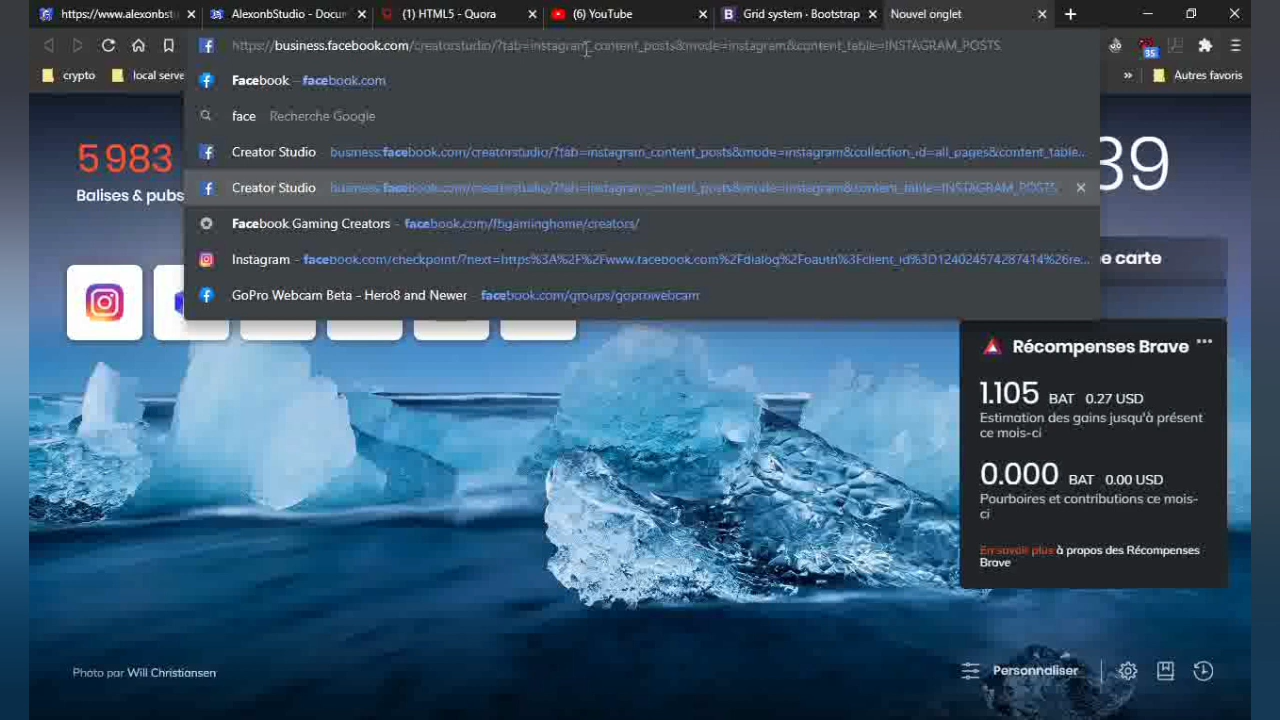 https://www.alexonbst
AlexonbStudio - Docur
(1) HTML5 - Quora
(6) YouTube
Grid system · Bootstrap
Nouvel onglet
https://business.facebook.com/creatorstudio/?tab=instagram_content_posts&mode=instagram&content_table=INSTAGRAM_POSTS
35
crypto
local serve
»
Autres favoris
Facebook - facebook.com
face Recherche Google
Creator Studio business.facebook.com/creatorstudio/?tab=instagram_content_posts&mode=instagram&collection_id=all_pages&content_table...
Creator Studio business.facebook.com/creatorstudio/?tab=instagram_content_posts&mode=instagram&content_table=INSTAGRAM_POSTS
Facebook Gaming Creators - facebook.com/fbgaminghome/creators/
Instagram - facebook.com/checkpoint/?next=https%3A%2F%2Fwww.facebook.com%2Fdialog%2Foauth%3Fclient_id%3D124024574287414%26re...
GoPro Webcam Beta - Hero8 and Newer - facebook.com/groups/goprowebcam
5 983
Balises & pubs
39
e carte
Récompenses Brave
1.105 BAT 0.27 USD
Estimation des gains jusqu'à présent
ce mois-ci
0.000 BAT 0.00 USD
Pourboires et contributions ce mois-
ci
En savoir plus à propos des Récompenses
Brave
Photo par Will Christiansen
Personnaliser